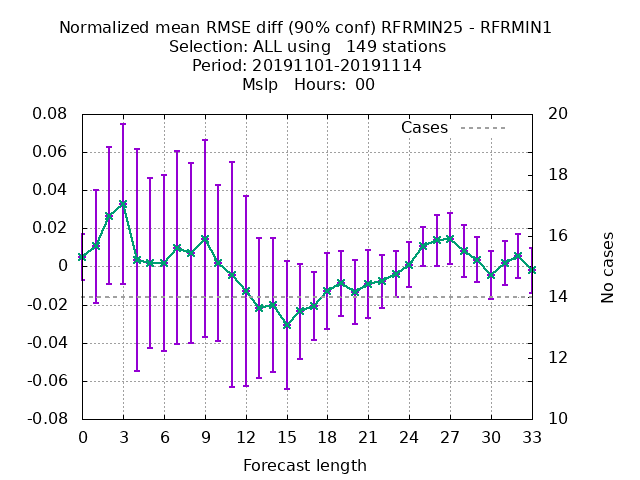 Normalized mean RMSE diff (90% conf) RFRMIN25 - RFRMIN1
Selection: ALL using   149 stations
Period: 20191101-20191114
Mslp   Hours: 00
Cases
0.08
0.06
0.04
0.02
0
-0.02
-0.04
-0.06
-0.08
20
18
16
14
12
10
No cases
0 3 6 9 12 15 18 21 24 27 30 33
Forecast length